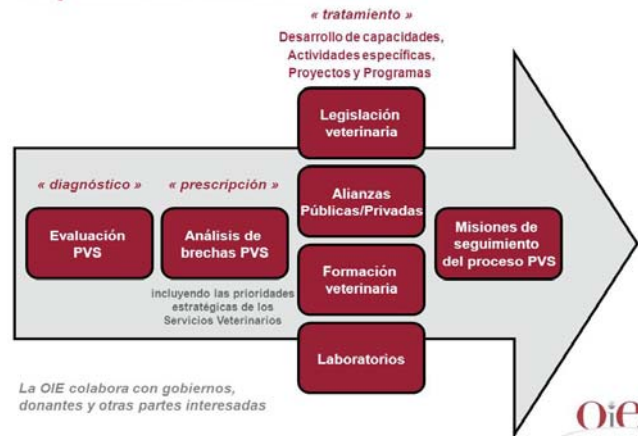 « tratamiento »
Desarrollo de capacidades,
Actividades específicas,
Proyectos y Programas
Legislación
veterinaria
« diagnóstico »
« prescripción »
Evaluación
PVS
Análisis de
brechas PVS
incluyendo las prioridades
estratégicas de los
Servicios Veterinarios
Alianzas
Públicas/Privadas
Formación
veterinaria
Laboratorios
Misiones de
seguimiento
del proceso PVS
La OIE colabora con gobiernos,
donantes y otras partes interesadas
OiE